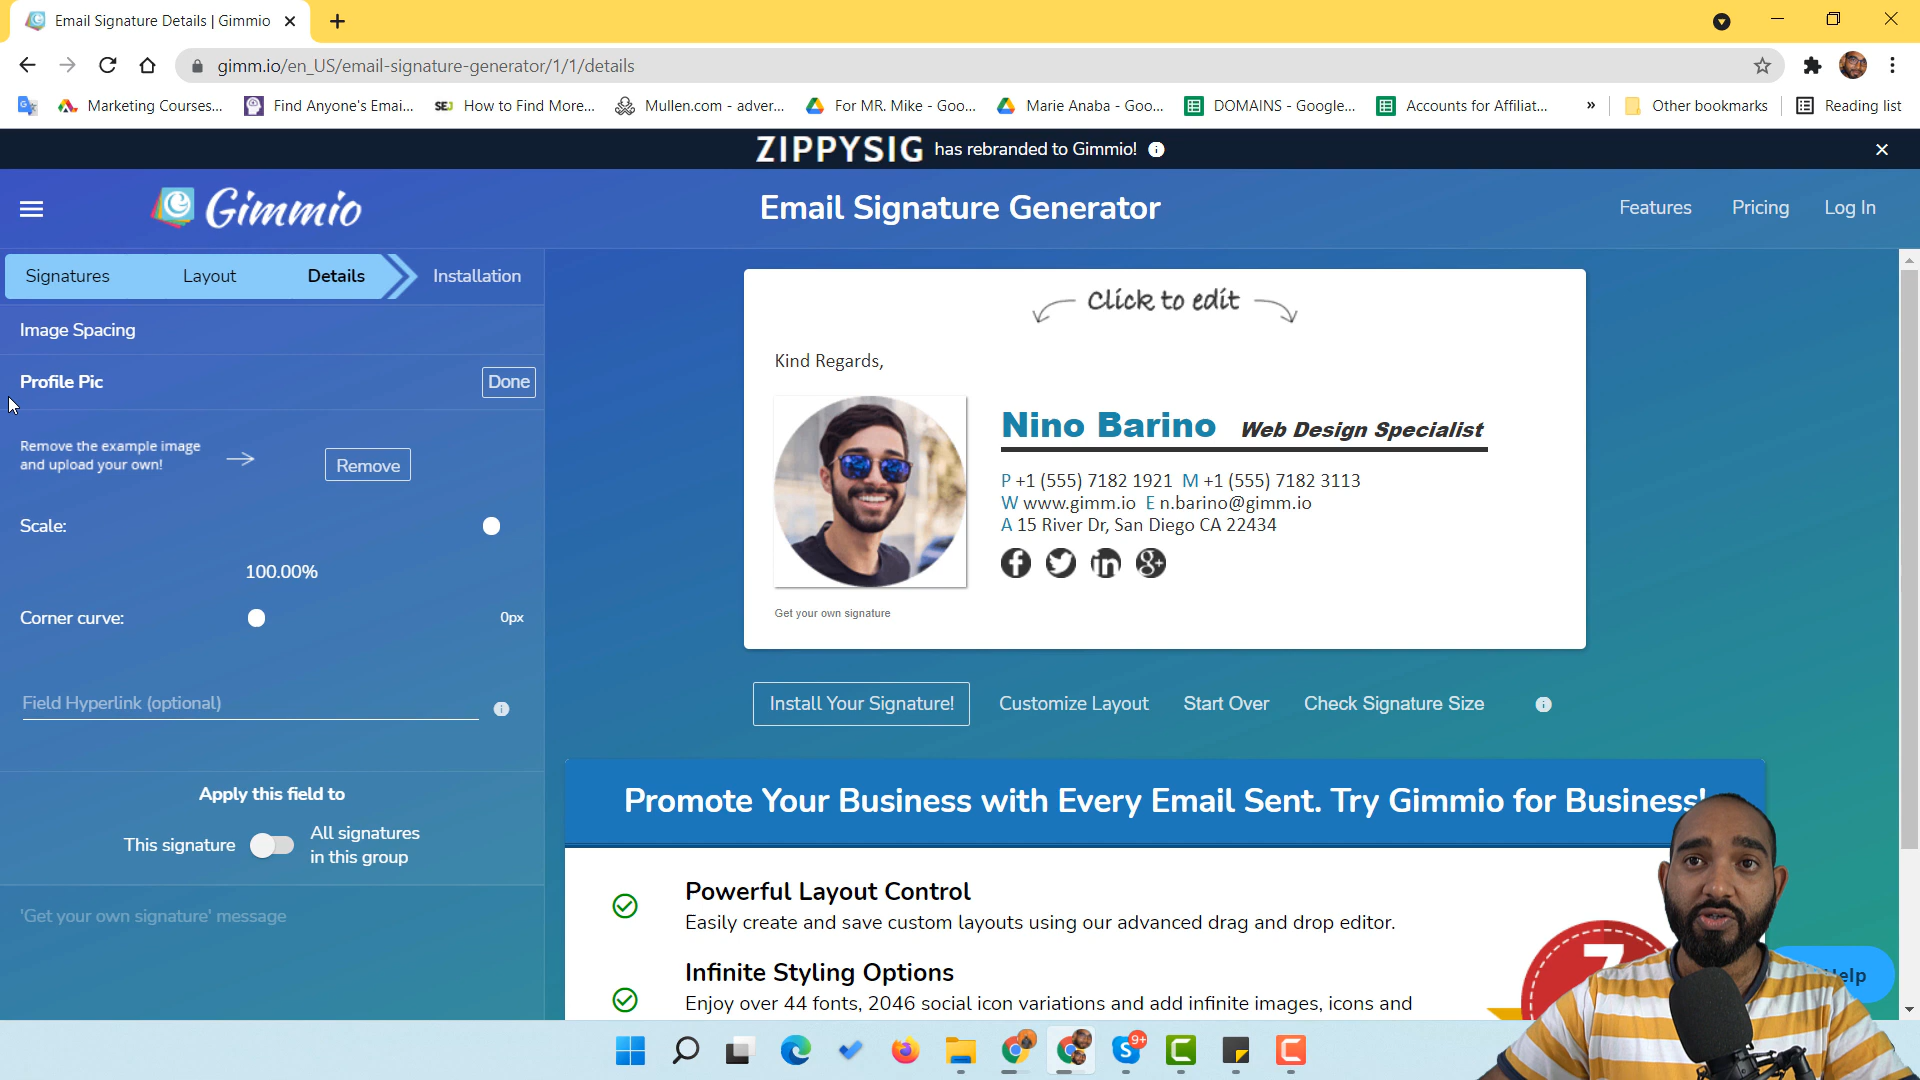 Email Signature Details | Gimmio
gimm.io/en_US/email-signature-generator/1/1/details
Marketing Courses...
Find Anyone's Emai...
SEJ How to Find More...
Mullen.com - adver...
For MR. Mike - Goo...
Marie Anaba - Goo...
DOMAINS - Google...
Accounts for Affiliat...
»
Other bookmarks
Reading list
ZIPPYSIG has rebranded to Gimmio!
Gimmio
Email Signature Generator
Features
Pricing
Log In
Signatures
Layout
Details
Installation
Image Spacing
Profile Pic
Done
Remove the example image
and upload your own!
Remove
Scale:
100.00%
Corner curve:
0px
Field Hyperlink (optional)
Apply this field to
This signature
All signatures
in this group
'Get your own signature' message
Click to edit
Kind Regards,
Nino Barino Web Design Specialist
P +1 (555) 7182 1921 M +1 (555) 7182 3113
W www.gimm.io E n.barino@gimm.io
A 15 River Dr, San Diego CA 22434
Get your own signature
Install Your Signature!
Customize Layout
Start Over
Check Signature Size
Promote Your Business with Every Email Sent. Try Gimmio for Business!
Powerful Layout Control
Easily create and save custom layouts using our advanced drag and drop editor.
Infinite Styling Options
Enjoy over 44 fonts, 2046 social icon variations and add infinite images, icons and
7
9+